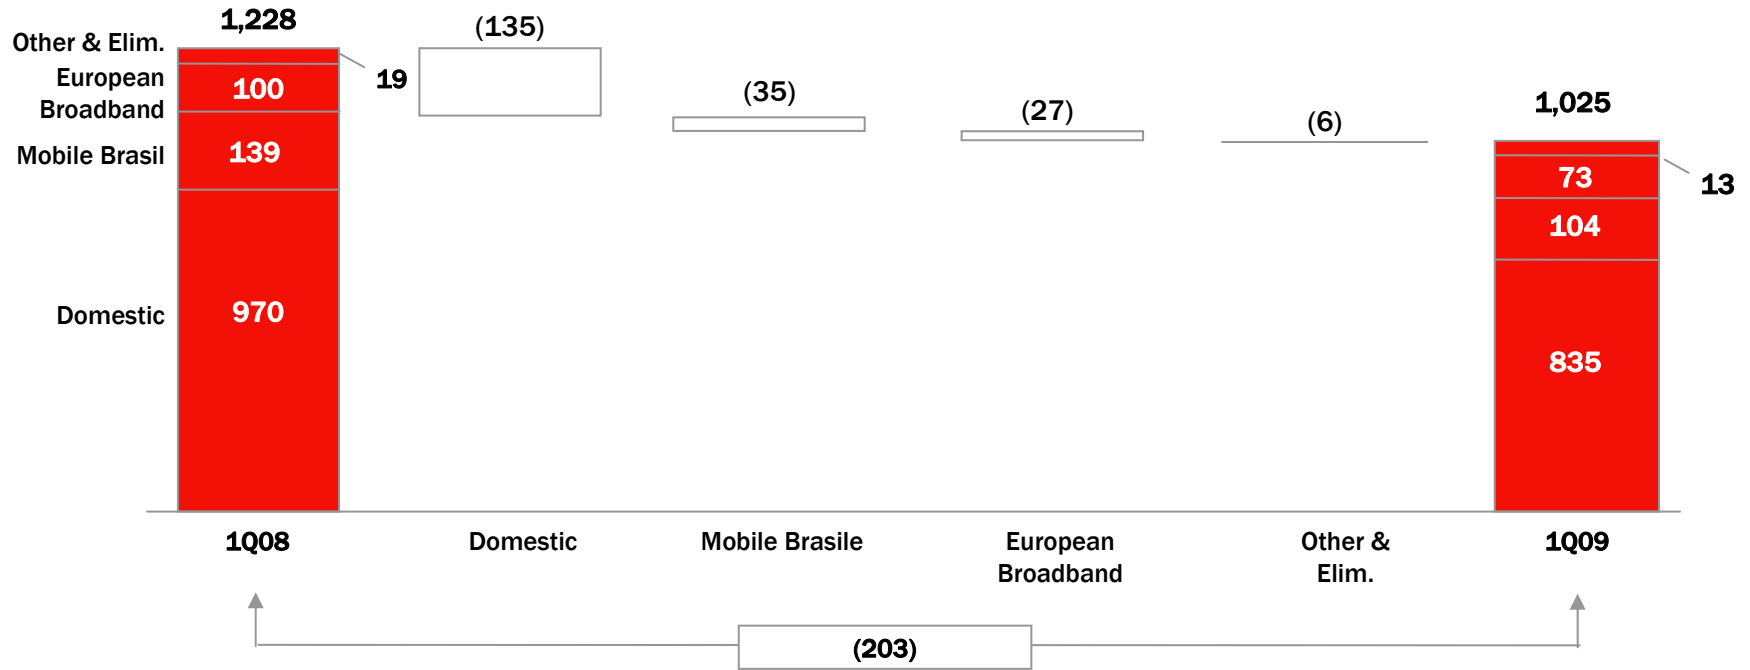 1,228
(135)
Other & Elim.
19
European
Broadband
100
(35)
(27)
(6)
1,025
Mobile Brasil
139
73
13
104
Domestic
970
835
1Q08
Domestic
Mobile Brasile
European
Broadband
Other &
Elim.
1Q09
(203)